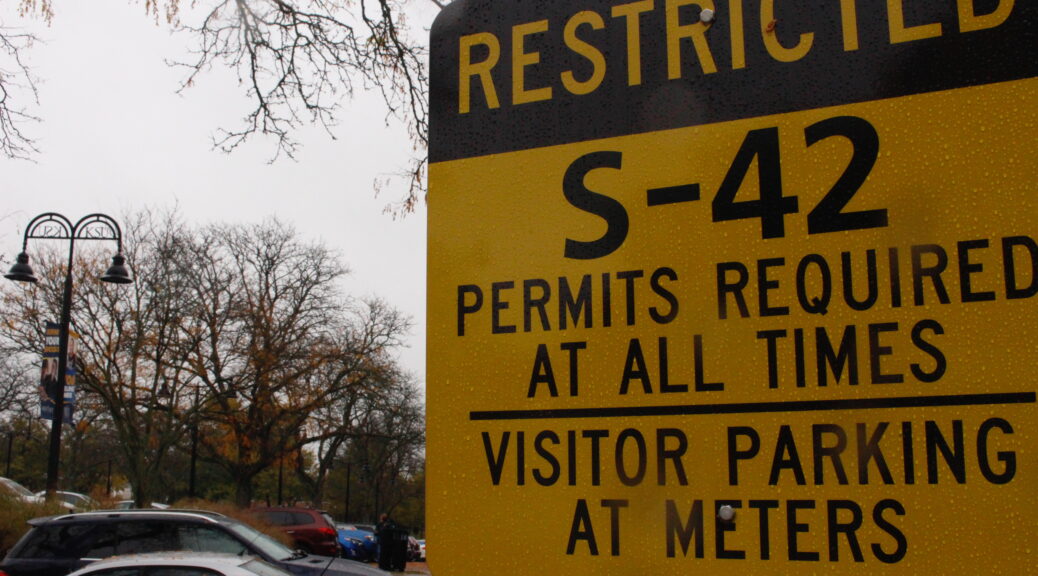 RESTRICTED
S-42
PERMITS REQUIRED
AT ALL TIMES
VISITOR PARKING
AT METERS